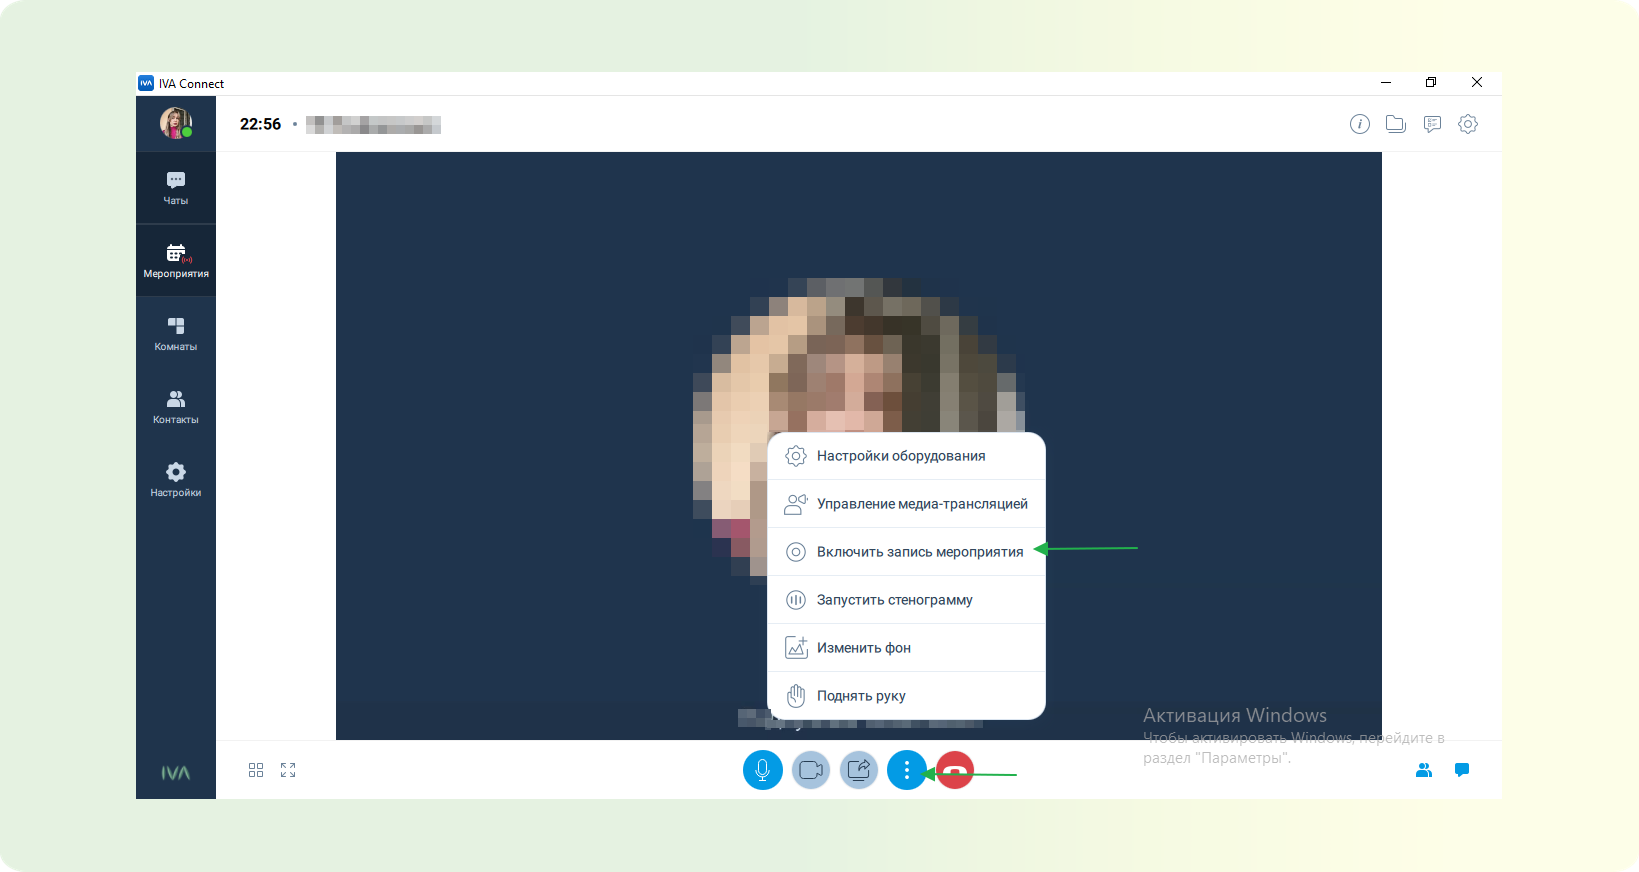 IVA
IVA Connect
22:56
Чаты
Мероприятия
Комнаты
Контакты
Настройки
Настройки оборудования
Управление медиа-трансляцией
Включить запись мероприятия
Запустить стенограмму
Изменить фон
Поднять руку
Активация Windows
Чтобы активировать Windows, перейдите в
раздел "Параметры".
IVA